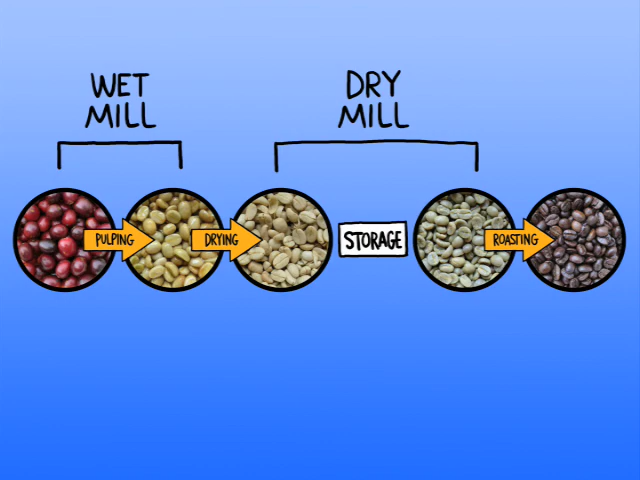 WET
MILL
DRY
MILL
PULPING
DRYING
STORAGE
ROASTING